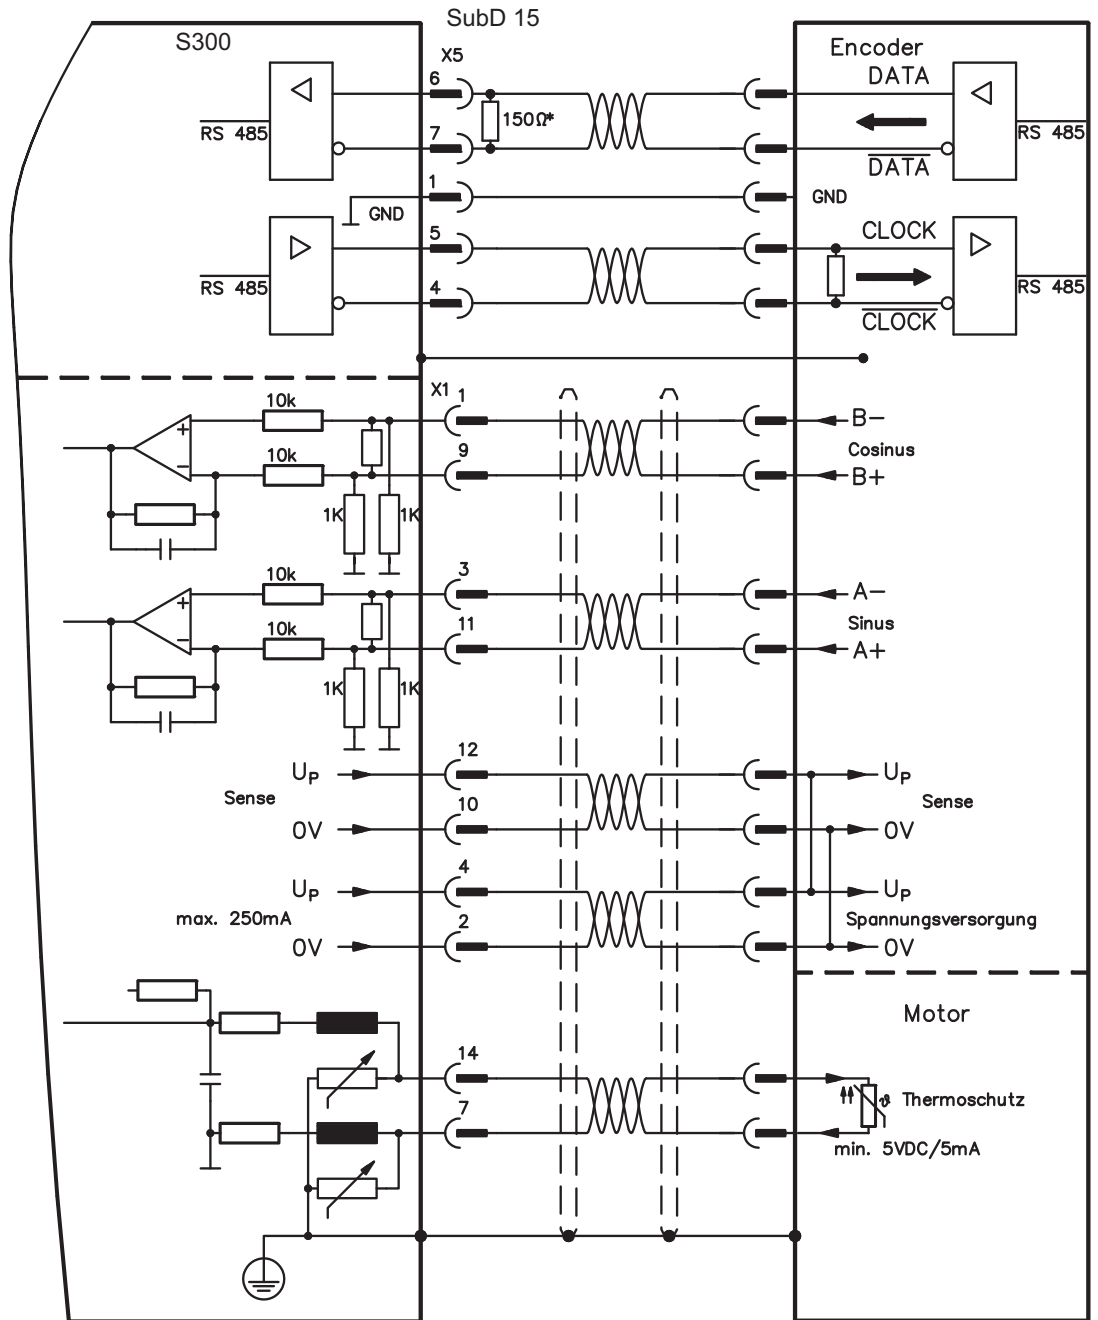 SubD 15
S300
X5
Encoder
6
DATA
RS 485
150Ω*
RS 485
7
DATA
1
GND
GND
5
CLOCK
RS 485
RS 485
4
CLOCK
X1
1
10k
B-
Cosinus
10k
9
B+
1K
1K
3
10k
A-
Sinus
10k
11
A+
1K
1K
12
UP
UP
Sense
Sense
10
0V
0V
4
UP
UP
max. 250mA
2
Spannungsversorgung
0V
0V
Motor
14
ϑ Thermoschutz
7
min. 5VDC/5mA